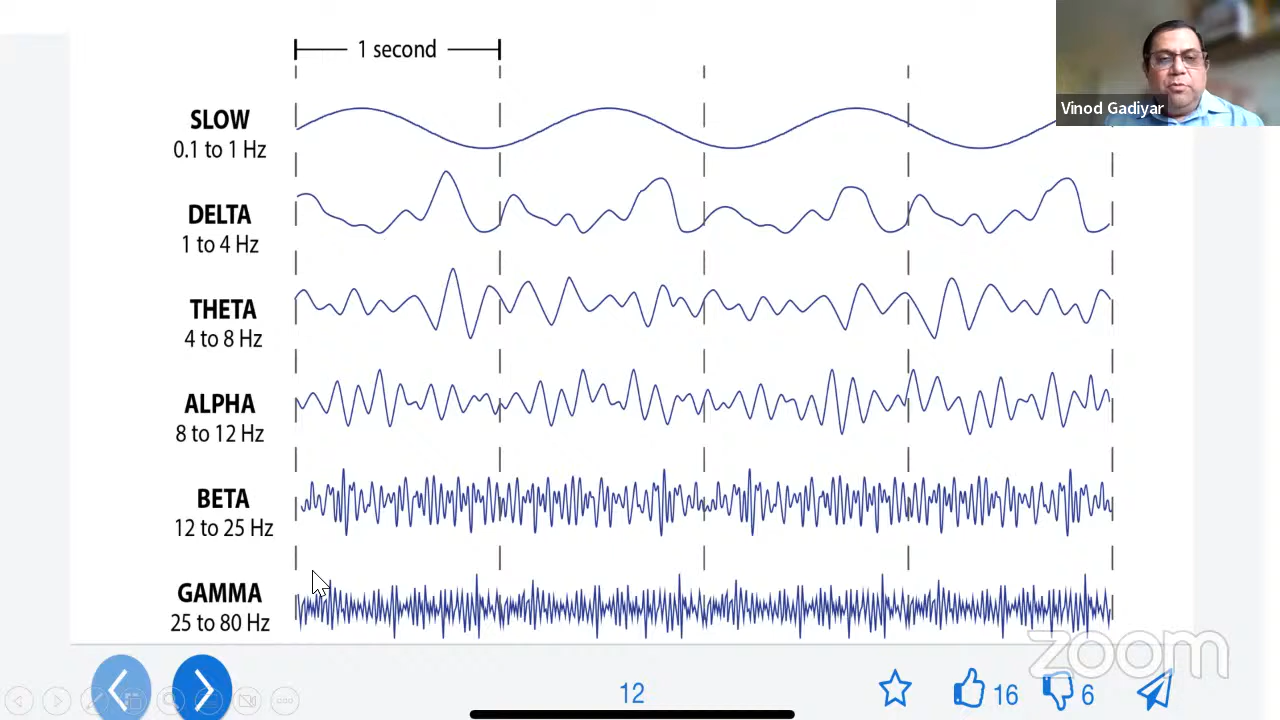 1 second
Vinod Gadiyar
SLOW
0.1 to 1 Hz
DELTA
1 to 4 Hz
THETA
4 to 8 Hz
ALPHA
8 to 12 Hz
BETA
12 to 25 Hz
GAMMA
25 to 80 Hz
zoom
12
16
6